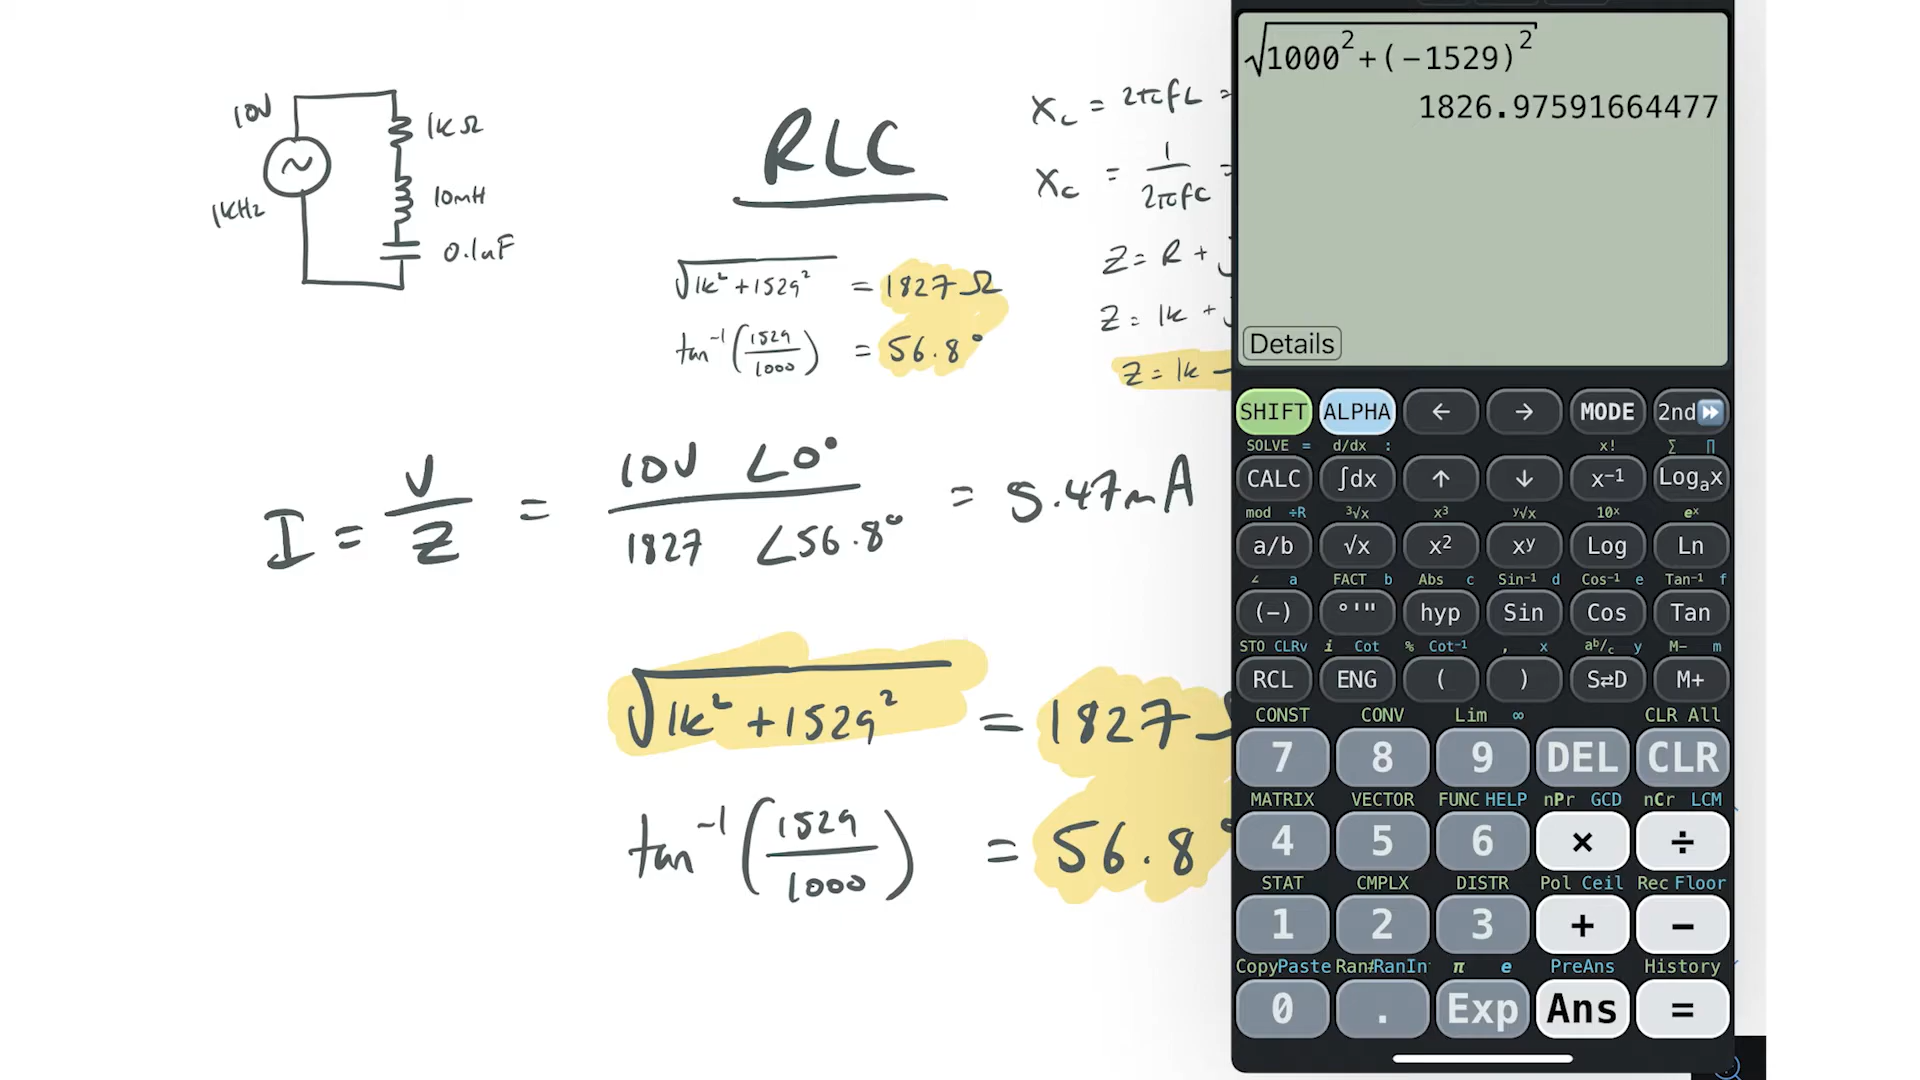 10V
1kΩ
10mH
1kHz
0.1uF
RLC
√1k² + 1529² = 1827Ω
tan⁻¹(1529/1000) = 56.8°
X_C = 2πfL =
X_C = 1/2πfC =
Z = R +
Z = 1k +
Z = 1k -
I = V/Z = 10V ∠0° / 1827 ∠56.8° = 5.47mA
√1k² + 1529² = 1827
tan⁻¹(1529/1000) = 56.8°
√1000²+(−1529)²
1826.97591664477
Details
SHIFT ALPHA ← → MODE 2nd
SOLVE = d/dx : x! ∑ ∏
CALC ∫dx ↑ ↓ x⁻¹ Logₐx
mod ÷R ³√x x³ ʸ√x 10ˣ eˣ
a/b √x x² xʸ Log Ln
∠ a FACT b Abs c Sin⁻¹ d Cos⁻¹ e Tan⁻¹ f
(−) °'" hyp Sin Cos Tan
STO CLRv i Cot % Cot⁻¹ , x aᵇ/c y M− m
RCL ENG ( ) S⇄D M+
CONST CONV Lim ∞ CLR All
7 8 9 DEL CLR
MATRIX VECTOR FUNC HELP nPr GCD nCr LCM
4 5 6 × ÷
STAT CMPLX DISTR Pol Ceil Rec Floor
1 2 3 + −
Copy Paste Ran# RanIn π e PreAns History
0 . Exp Ans =